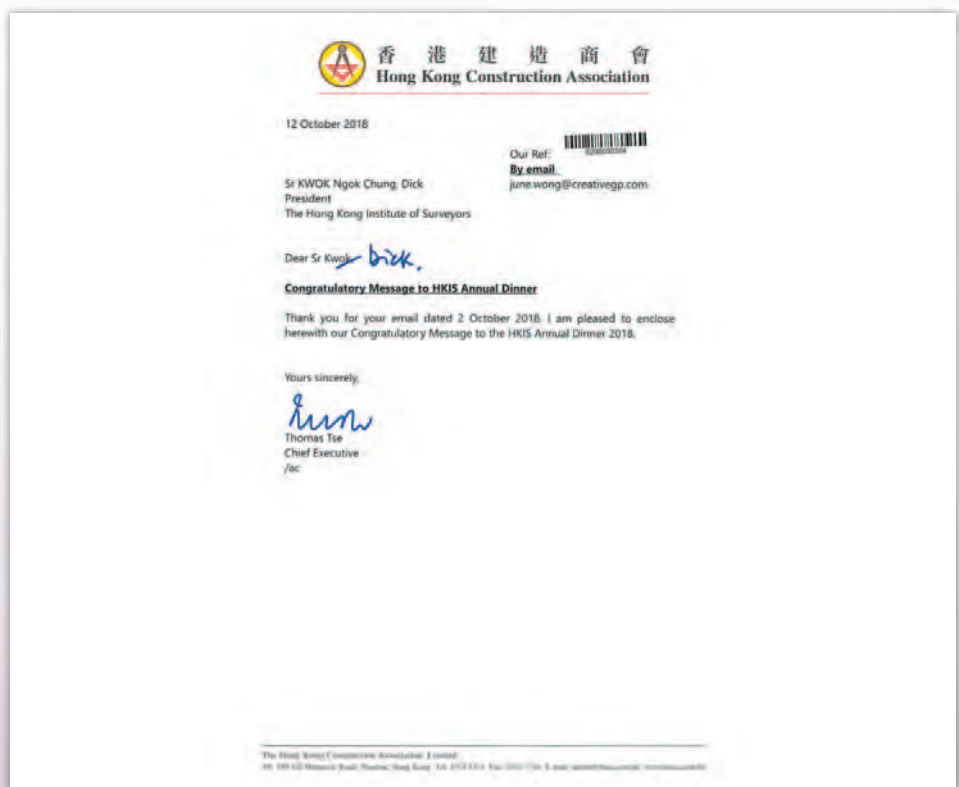 香港建造商會
Hong Kong Construction Association
12 October 2018
Our Ref:
By email
june.wong@creativegp.com
Sr KWOK Ngok Chung, Dick
President
The Hong Kong Institute of Surveyors
Dear Sr Kwok Dick,
Congratulatory Message to HKIS Annual Dinner
Thank you for your email dated 2 October 2018. I am pleased to enclose
herewith our Congratulatory Message to the HKIS Annual Dinner 2018.
Yours sincerely,
Thomas Tse
Chief Executive
/ac
The Hong Kong Construction Association, Limited